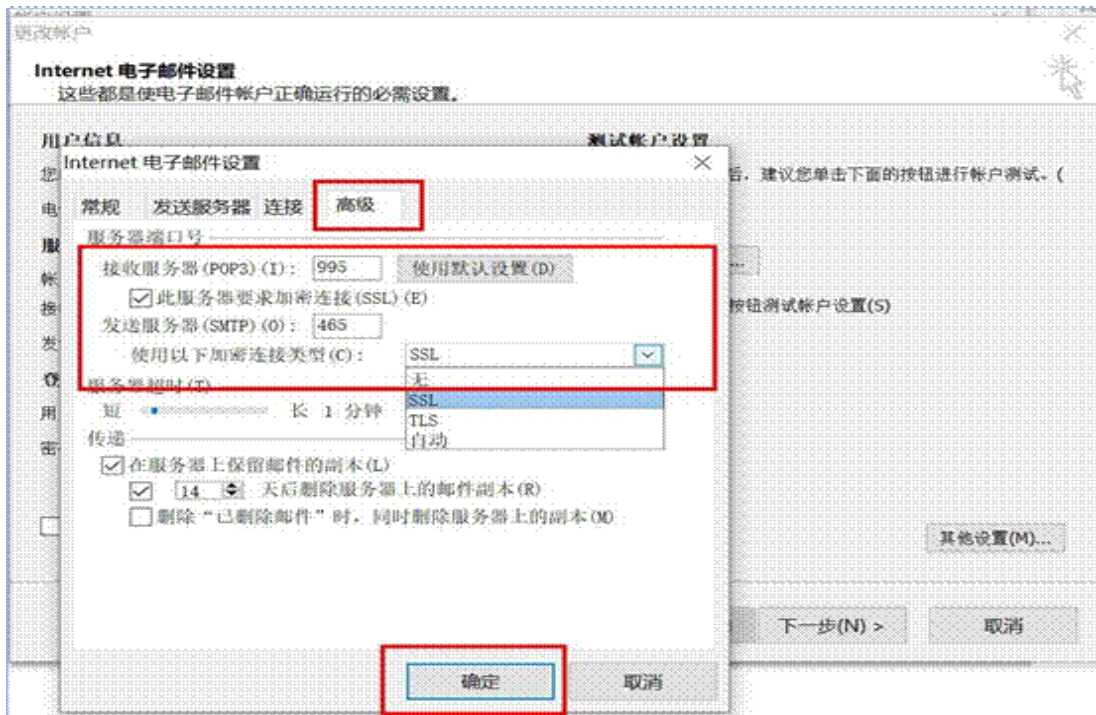 更改帐户
Internet 电子邮件设置
这些都是使电子邮件帐户正确运行的必需设置。
用户信息
测试帐户设置
后，建议您单击下面的按钮进行帐户测试。(
按钮测试帐户设置(S)
Internet 电子邮件设置
常规 发送服务器 连接 高级
服务器端口号
接收服务器(POP3)(I): 995 使用默认设置(D)
此服务器要求加密连接(SSL)(E)
发送服务器(SMTP)(O): 465
使用以下加密连接类型(C): SSL
无
SSL
TLS
自动
服务器超时(T)
短 长 1 分钟
传递
在服务器上保留邮件的副本(L)
14 天后删除服务器上的邮件副本(R)
删除“已删除邮件”时，同时删除服务器上的副本(M)
确定 取消
其他设置(M)...
下一步(N) > 取消